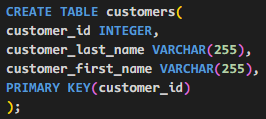 CREATE TABLE customers(
customer_id INTEGER,
customer_last_name VARCHAR(255),
customer_first_name VARCHAR(255),
PRIMARY KEY(customer_id)
);